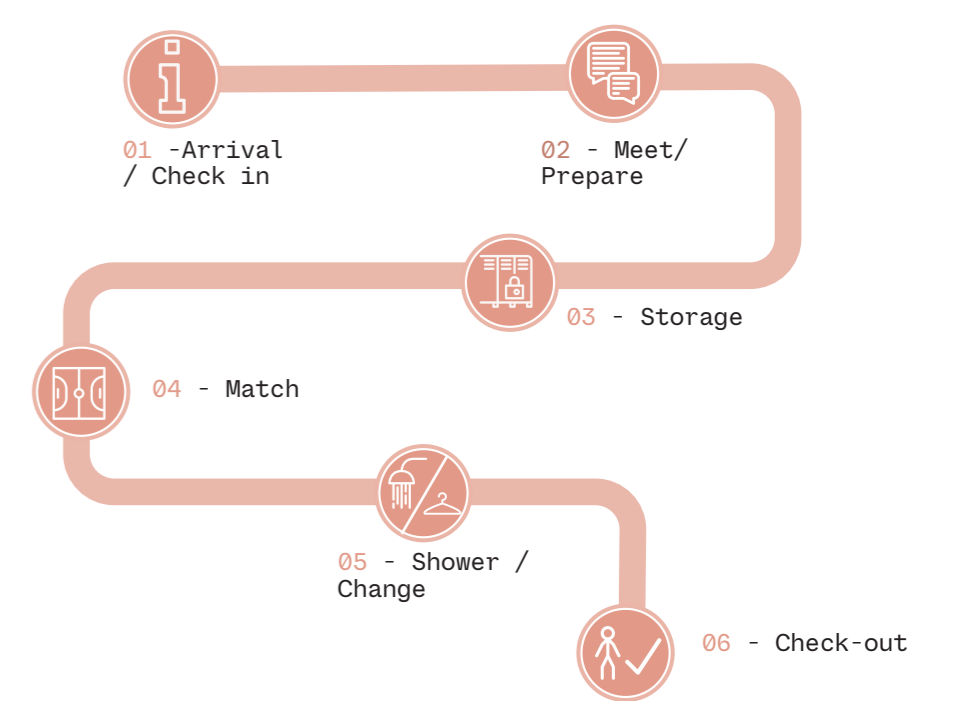 01 -Arrival
/ Check in
02 - Meet/
Prepare
03 - Storage
04 - Match
05 - Shower /
Change
06 - Check-out